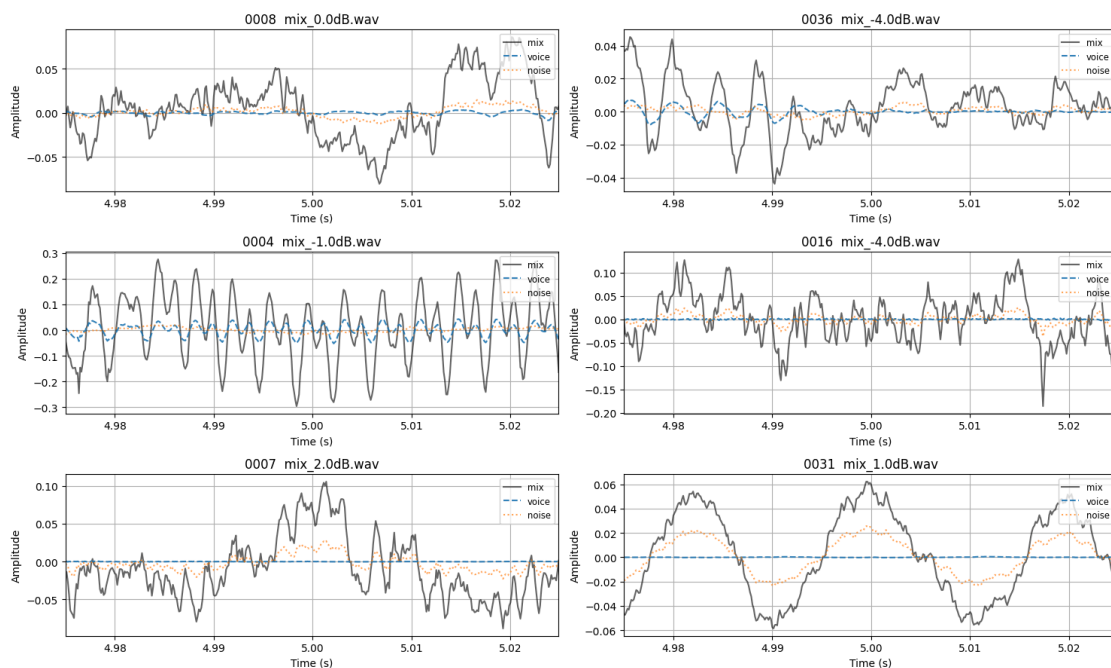 0008 mix_0.0dB.wav
Amplitude
0.05
0.00
−0.05
mix
voice
noise
4.98 4.99 5.00 5.01 5.02
Time (s)
0036 mix_-4.0dB.wav
Amplitude
0.04
0.02
0.00
−0.02
−0.04
mix
voice
noise
4.98 4.99 5.00 5.01 5.02
Time (s)
0004 mix_-1.0dB.wav
Amplitude
0.3
0.2
0.1
0.0
−0.1
−0.2
−0.3
mix
voice
noise
4.98 4.99 5.00 5.01 5.02
Time (s)
0016 mix_-4.0dB.wav
Amplitude
0.10
0.05
0.00
−0.05
−0.10
−0.15
−0.20
mix
voice
noise
4.98 4.99 5.00 5.01 5.02
Time (s)
0007 mix_2.0dB.wav
Amplitude
0.10
0.05
0.00
−0.05
mix
voice
noise
4.98 4.99 5.00 5.01 5.02
Time (s)
0031 mix_1.0dB.wav
Amplitude
0.06
0.04
0.02
0.00
−0.02
−0.04
−0.06
mix
voice
noise
4.98 4.99 5.00 5.01 5.02
Time (s)